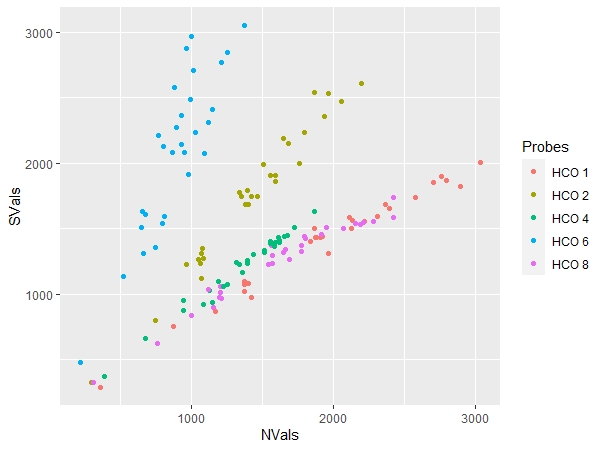 3000
2000
1000
SVals
1000
2000
3000
NVals
Probes
HCO 1
HCO 2
HCO 4
HCO 6
HCO 8